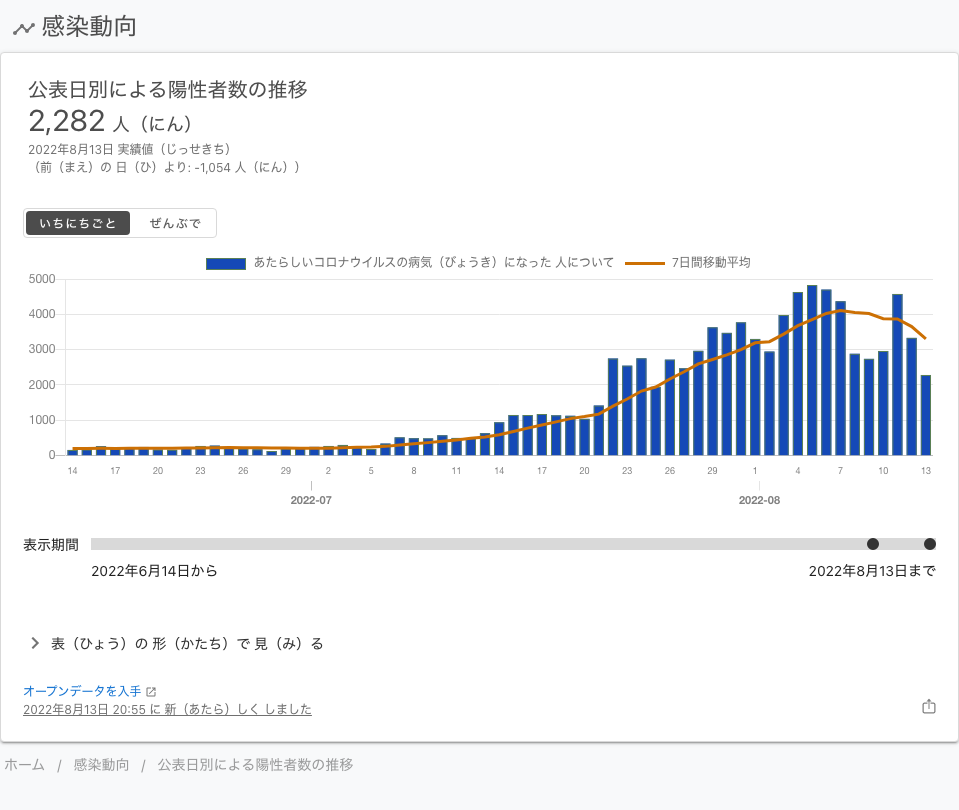 感染動向
公表日別による陽性者数の推移
2,282 人（にん）
2022年8月13日 実績値（じっせきち）
（前（まえ）の 日（ひ）より: -1,054 人（にん））
いちにちごと ぜんぶで
あたらしいコロナウイルスの病気（びょうき）になった 人について 7日間移動平均
5000
4000
3000
2000
1000
0
14 17 20 23 26 29 2 5 8 11 14 17 20 23 26 29 1 4 7 10 13
2022-07 2022-08
表示期間
2022年6月14日から 2022年8月13日まで
表（ひょう）の 形（かたち）で 見（み）る
オープンデータを入手
2022年8月13日 20:55 に 新（あたら）しく しました
ホーム / 感染動向 / 公表日別による陽性者数の推移